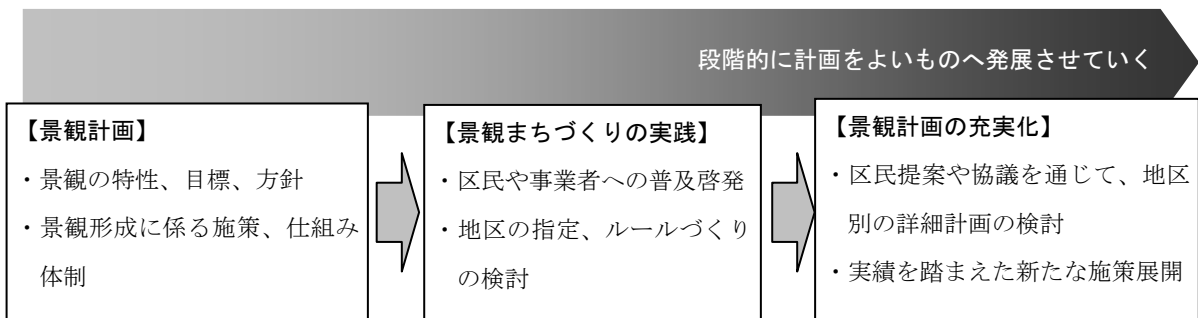 段階的に計画をよいものへ発展させていく
【景観計画】
・景観の特性、目標、方針
・景観形成に係る施策、仕組み
体制
【景観まちづくりの実践】
・区民や事業者への普及啓発
・地区の指定、ルールづくり
の検討
【景観計画の充実化】
・区民提案や協議を通じて、地区
別の詳細計画の検討
・実績を踏まえた新たな施策展開